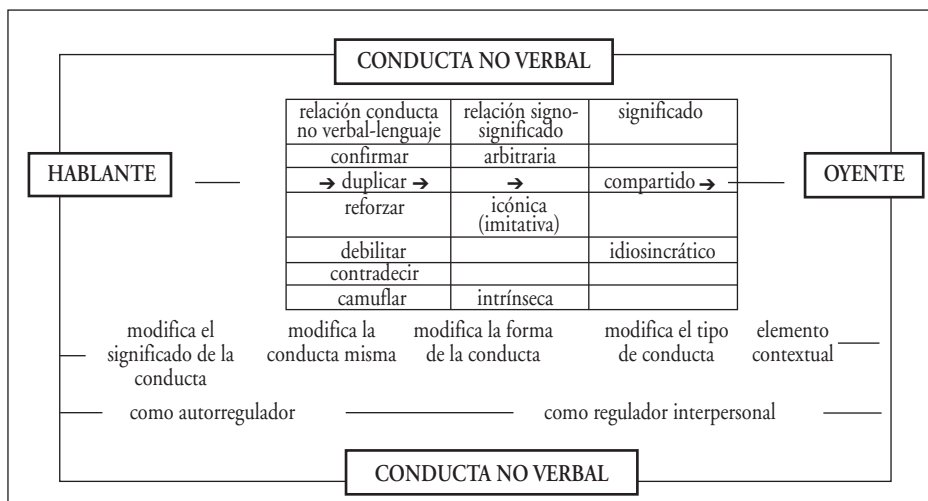 CONDUCTA NO VERBAL
relación conducta no verbal-lenguaje
relación signo-significado
significado
confirmar
arbitraria
HABLANTE
➔ duplicar ➔
➔
compartido ➔
OYENTE
reforzar
icónica (imitativa)
debilitar
idiosincrático
contradecir
camuflar
intrínseca
modifica el
significado de la
conducta
modifica la
conducta misma
modifica la forma
de la conducta
modifica el tipo
de conducta
elemento
contextual
como autorregulador
como regulador interpersonal
CONDUCTA NO VERBAL